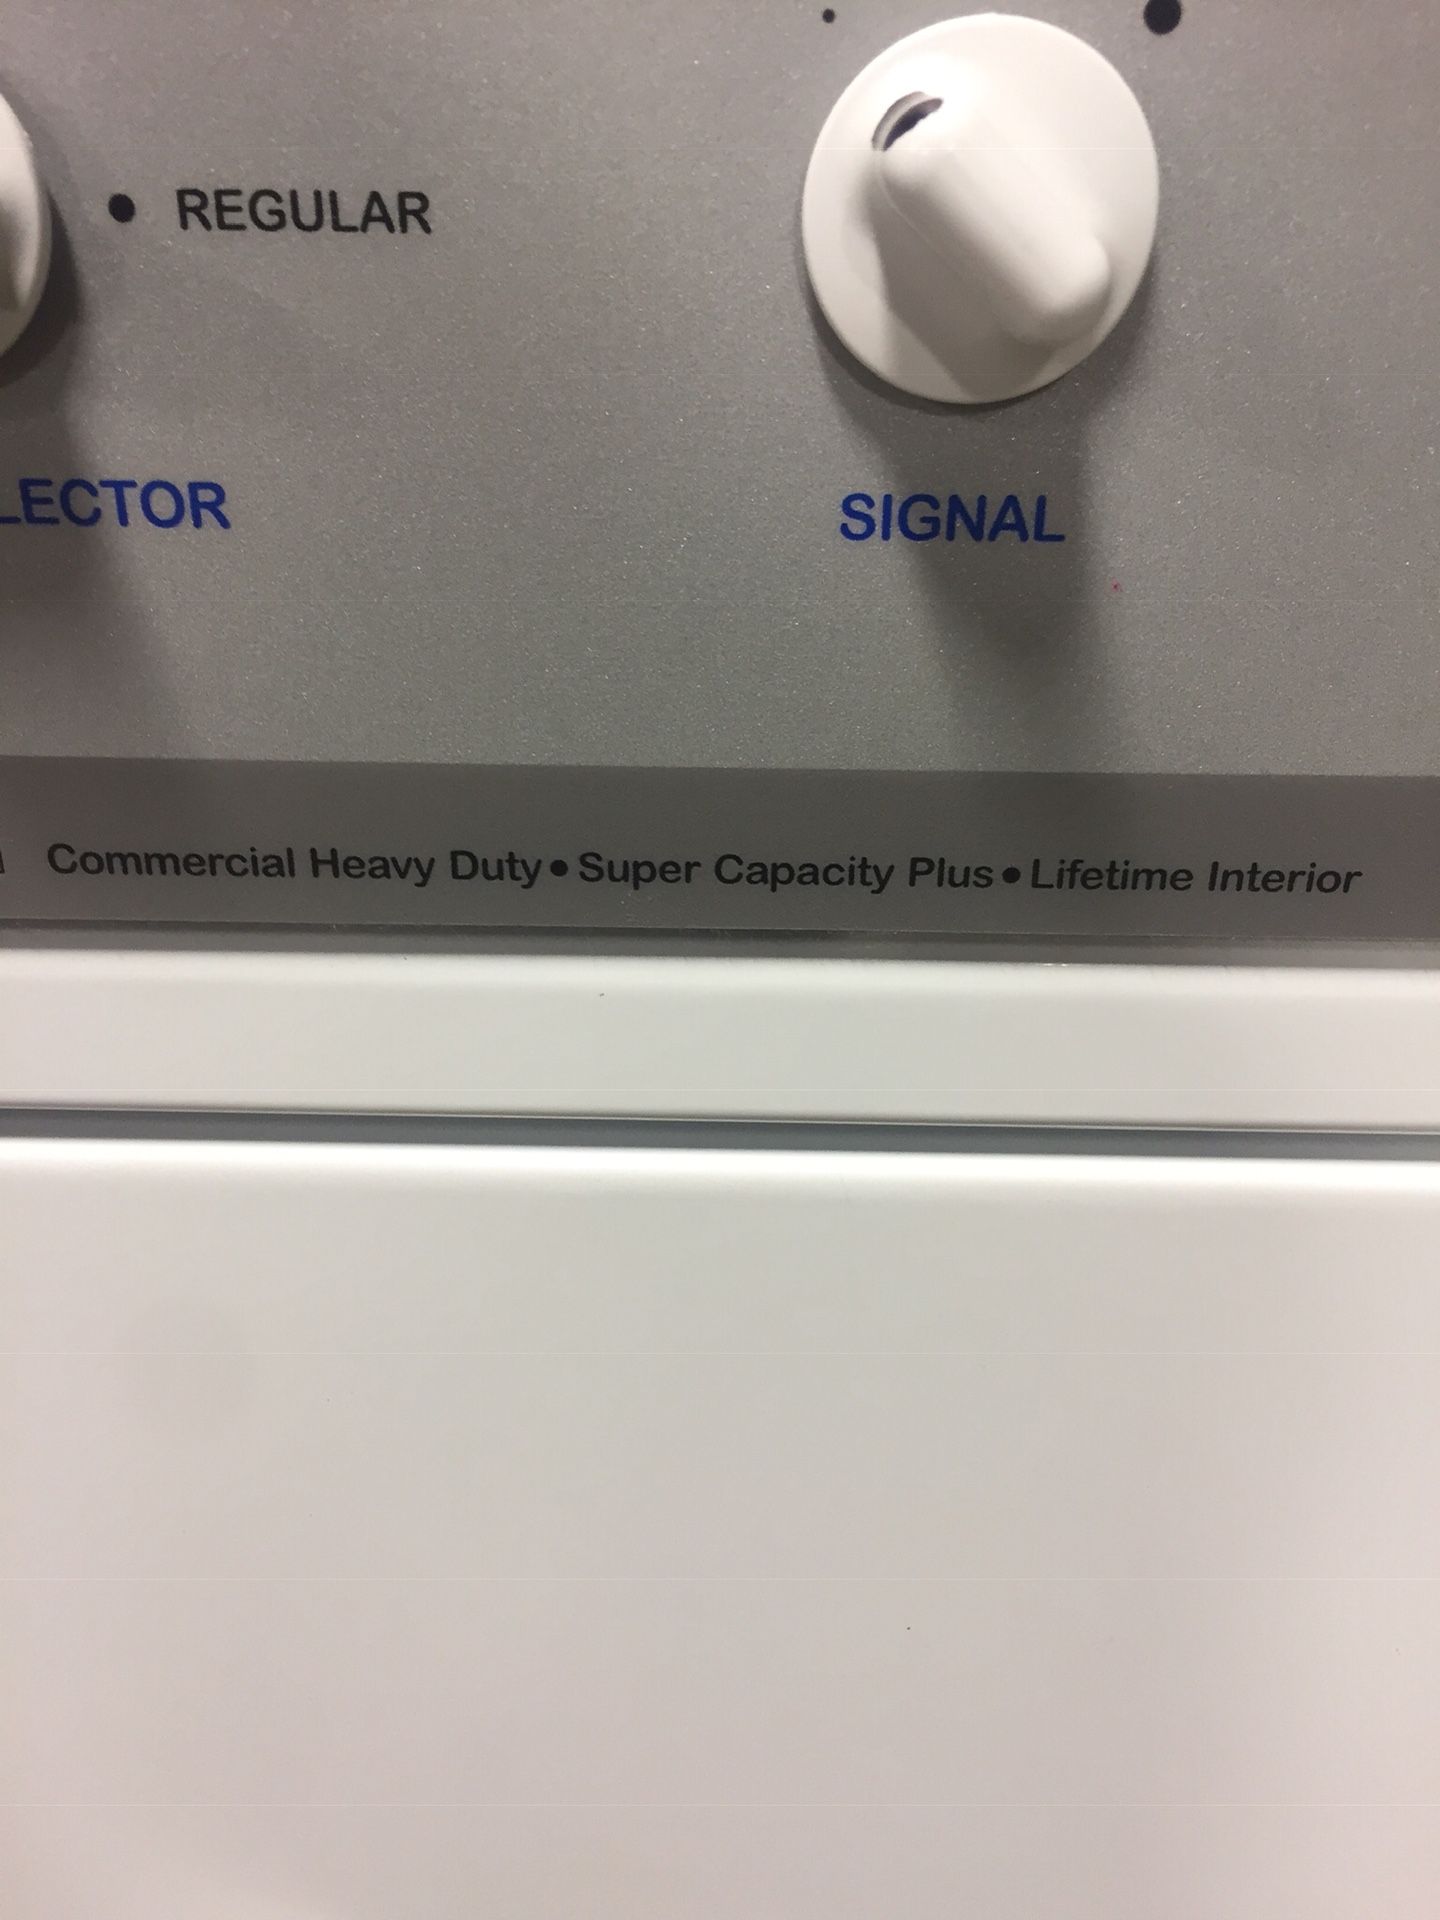 • REGULAR
LECTOR
SIGNAL
Commercial Heavy Duty • Super Capacity Plus • Lifetime Interior